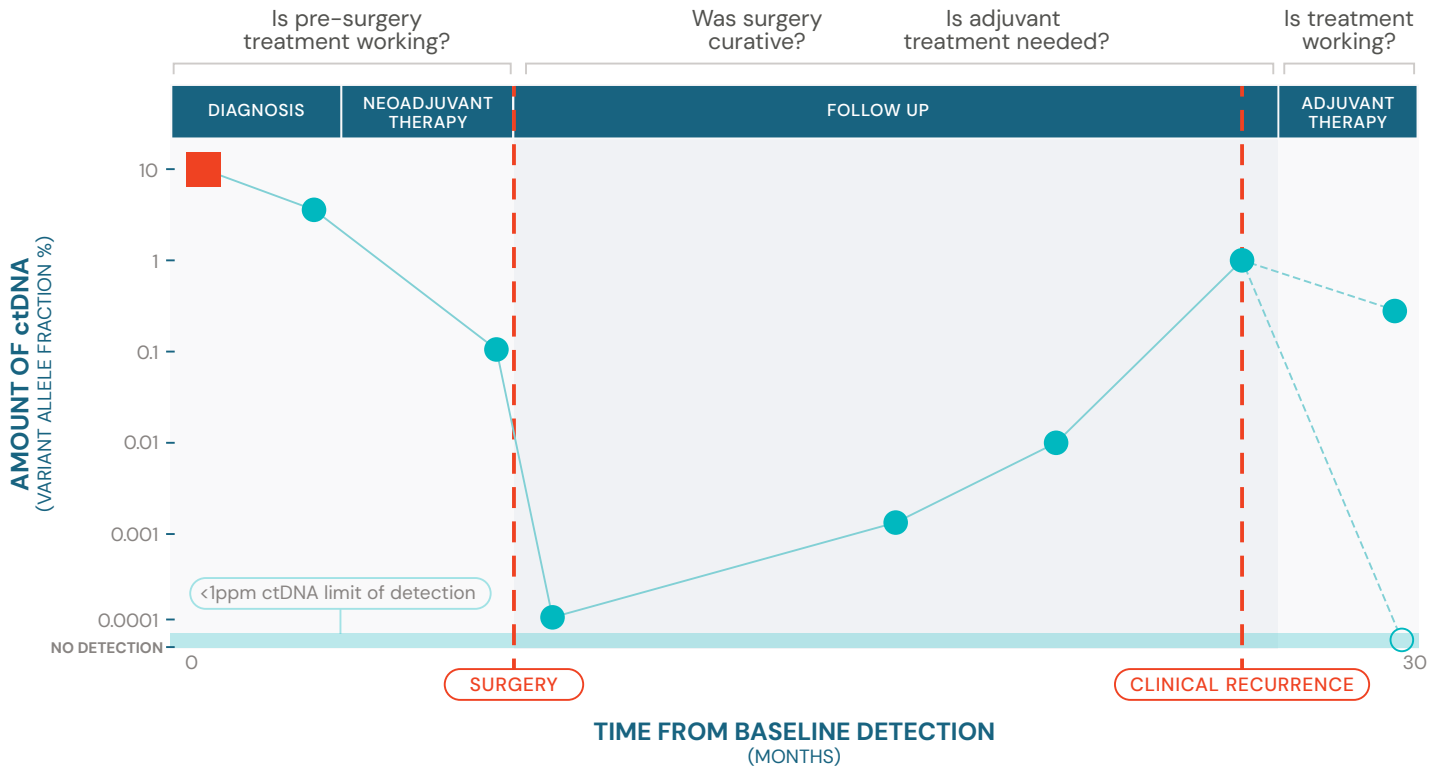 Is pre-surgery
treatment working?
Was surgery
curative?
Is adjuvant
treatment needed?
Is treatment
working?
DIAGNOSIS
NEOADJUVANT
THERAPY
FOLLOW UP
ADJUVANT
THERAPY
AMOUNT OF ctDNA
(VARIANT ALLELE FRACTION %)
10
1
0.1
0.01
0.001
0.0001
NO DETECTION
<1ppm ctDNA limit of detection
0
30
SURGERY
CLINICAL RECURRENCE
TIME FROM BASELINE DETECTION
(MONTHS)